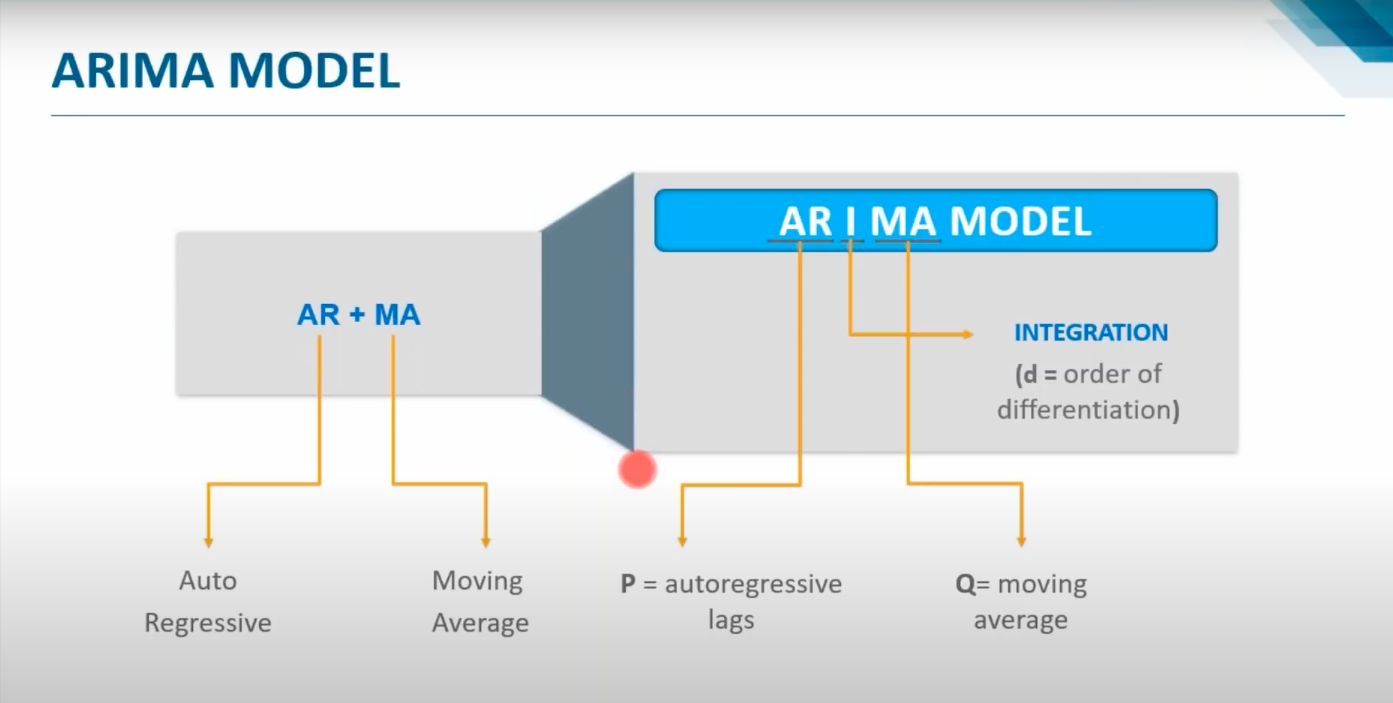 ARIMA MODEL
AR + MA
Auto
Regressive
Moving
Average
AR I MA MODEL
INTEGRATION
(d = order of
differentiation)
P = autoregressive
lags
Q= moving
average